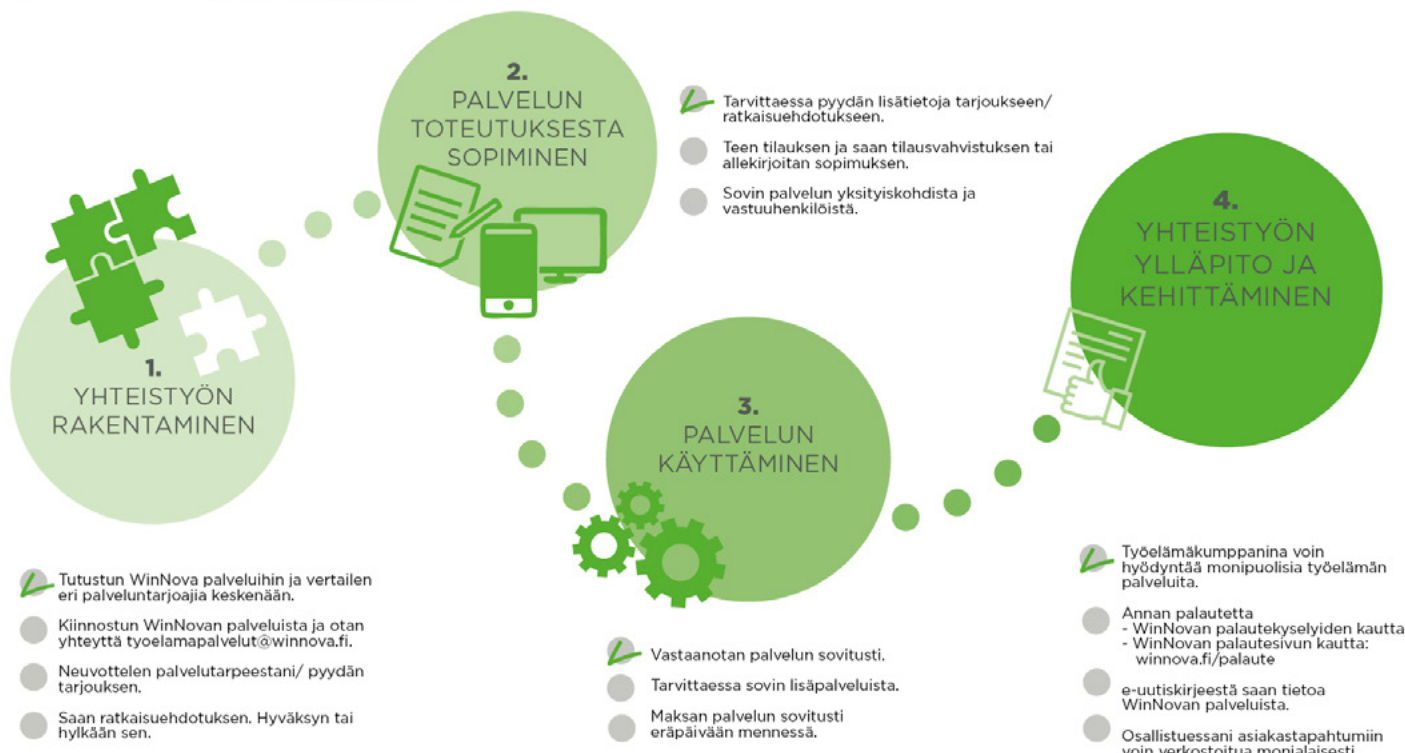 1.
YHTEISTYÖN
RAKENTAMINEN
Tutustun WinNova palveluihin ja vertailen
eri palveluntarjoajia keskenään.
Kiinnostun WinNovan palveluista ja otan
yhteyttä tyoelamapalvelut@winnova.fi.
Neuvottelen palvelutarpeestani/ pyydän
tarjouksen.
Saan ratkaisuehdotuksen. Hyväksyn tai
hylkään sen.
2.
PALVELUN
TOTEUTUKSESTA
SOPIMINEN
Tarvittaessa pyydän lisätietoja tarjoukseen/
ratkaisuehdotukseen.
Teen tilauksen ja saan tilausvahvistuksen tai
allekirjoitan sopimuksen.
Sovin palvelun yksityiskohdista ja
vastuuhenkilöistä.
3.
PALVELUN
KÄYTTÄMINEN
Vastaanotan palvelun sovitusti.
Tarvittaessa sovin lisäpalveluista.
Maksan palvelun sovitusti
eräpäivään mennessä.
4.
YHTEISTYÖN
YLLÄPITO JA
KEHITTÄMINEN
Työelämäkumppanina voin
hyödyntää monipuolisia työelämän
palveluita.
Annan palautetta
- WinNovan palautekyselyiden kautta
- WinNovan palautesivun kautta:
winnova.fi/palaute
e-uutiskirjeestä saan tietoa
WinNovan palveluista.
Osallistuessani asiakastapahtumiin
voin verkostoitua monialaisesti